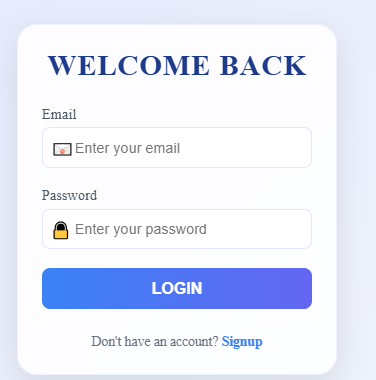 WELCOME BACK
Email
Enter your email
Password
Enter your password
LOGIN
Don't have an account? Signup